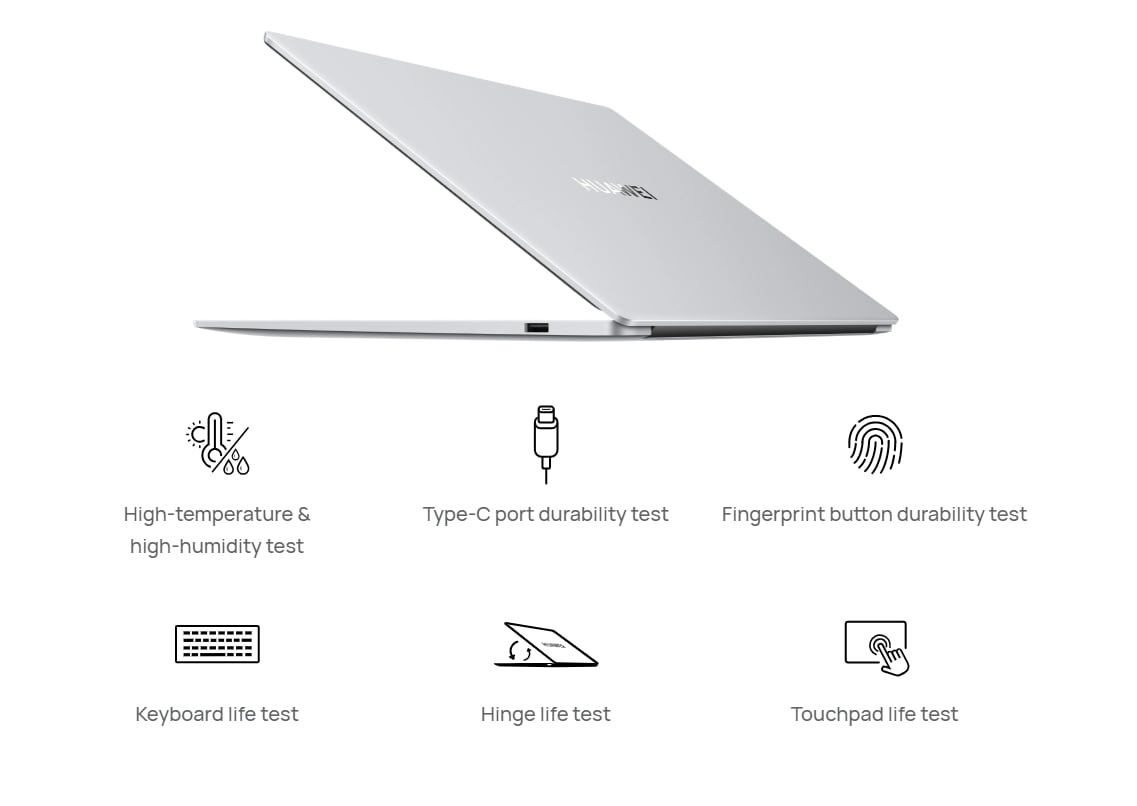 HUAWEI
High-temperature &
high-humidity test
Type-C port durability test
Fingerprint button durability test
HUAWEI
Keyboard life test
Hinge life test
Touchpad life test